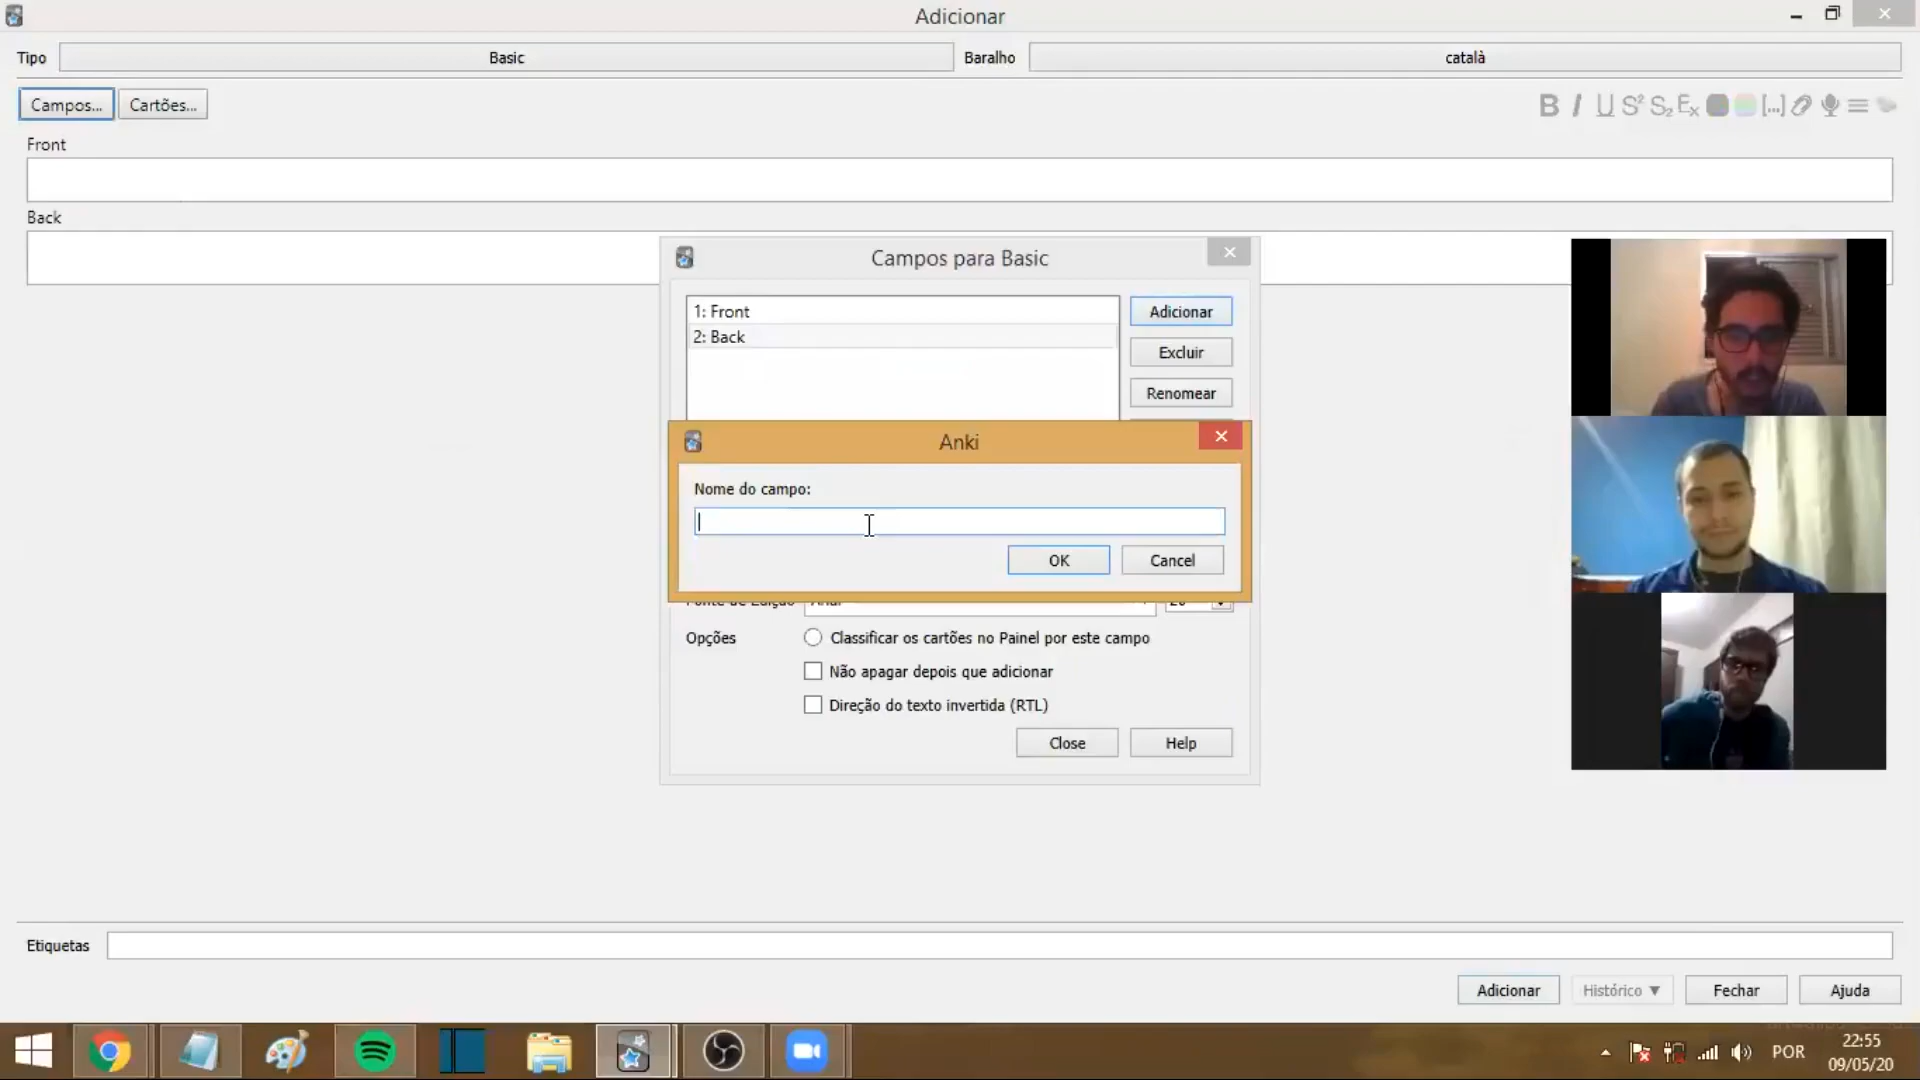 Adicionar
Tipo Basic Baralho català
Campos... Cartões...
B I U S² S₂ Eₓ [...]
Front
Back
Campos para Basic
1: Front
2: Back
Adicionar
Excluir
Renomear
Anki
Nome do campo:
OK Cancel
Opções Classificar os cartões no Painel por este campo
Não apagar depois que adicionar
Direção do texto invertida (RTL)
Close Help
Etiquetas
Adicionar Histórico ▼ Fechar Ajuda
POR
22:55
09/05/20